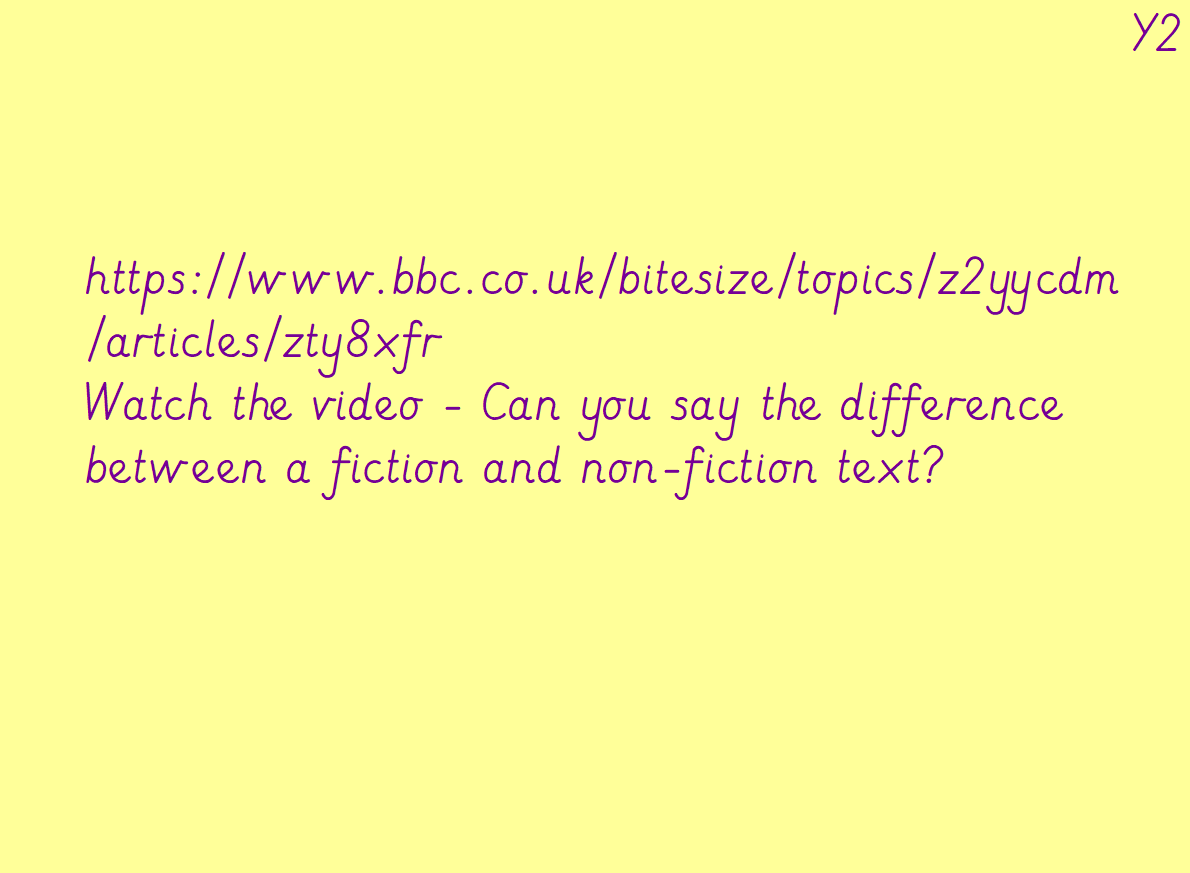 Y2
https://www.bbc.co.uk/bitesize/topics/z2yycdm
/articles/zty8xfr
Watch the video - Can you say the difference
between a fiction and non-fiction text?